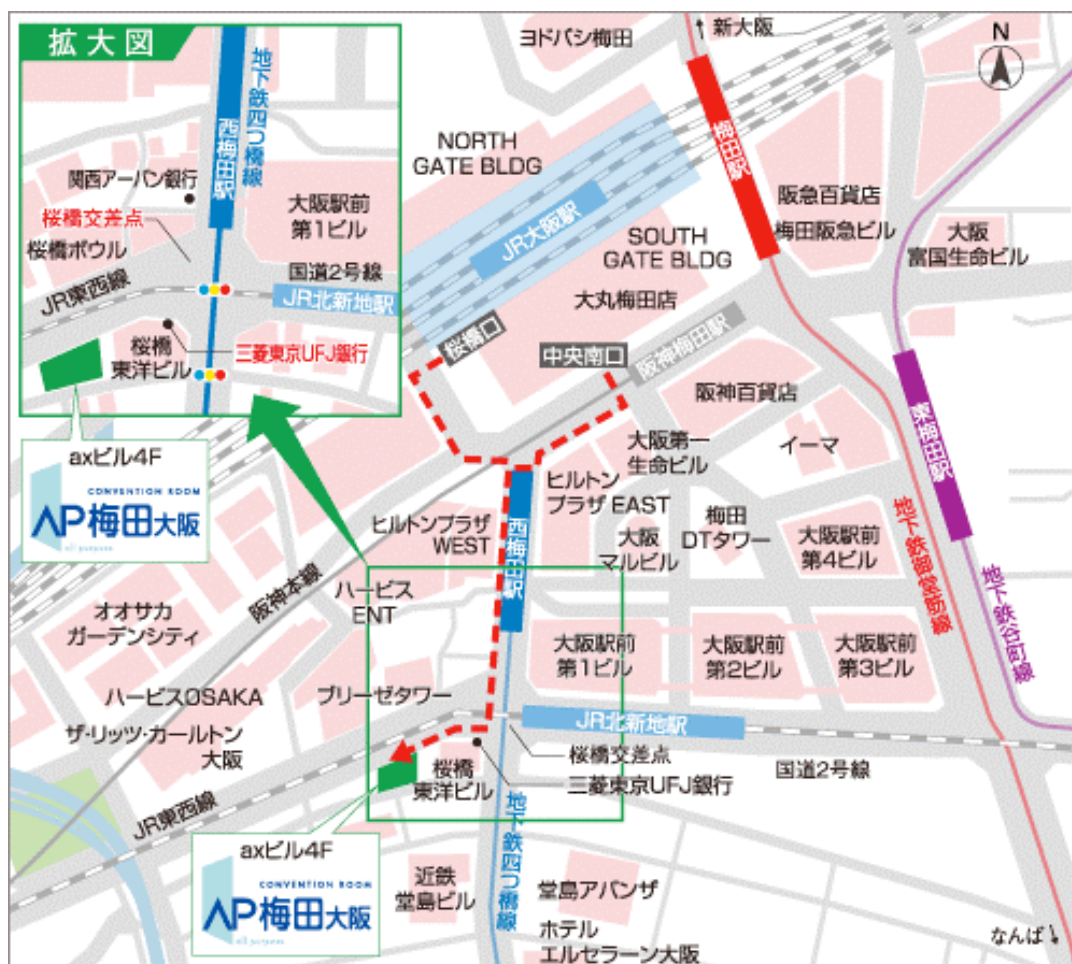 拡大図
地下鉄四つ橋線
西梅田駅
関西アーバン銀行
桜橋交差点
桜橋ボウル
大阪駅前
第1ビル
国道2号線
JR東西線
JR北新地駅
桜橋
東洋ビル
三菱東京UFJ銀行
axビル4F
CONVENTION ROOM
AP梅田大阪
all purpose
ヨドバシ梅田
新大阪
N
NORTH
GATE BLDG
梅田駅
JR大阪駅
SOUTH
GATE BLDG
大丸梅田店
阪急百貨店
梅田阪急ビル
大阪
富国生命ビル
桜橋口
中央南口
阪神梅田駅
阪神百貨店
東梅田駅
大阪第一
生命ビル
イーマ
ヒルトン
プラザ EAST
ヒルトンプラザ
WEST
西梅田駅
大阪
マルビル
梅田
DTタワー
大阪駅前
第4ビル
地下鉄御堂筋線
地下鉄谷町線
阪神本線
ハービス
ENT
オオサカ
ガーデンシティ
大阪駅前
第1ビル
大阪駅前
第2ビル
大阪駅前
第3ビル
ハービスOSAKA
ブリーゼタワー
ザ・リッツ・カールトン
大阪
JR北新地駅
桜橋交差点
国道2号線
桜橋
東洋ビル
三菱東京UFJ銀行
JR東西線
地下鉄四つ橋線
axビル4F
CONVENTION ROOM
AP梅田大阪
all purpose
近鉄
堂島ビル
堂島アバンザ
ホテル
エルセラーン大阪
なんば